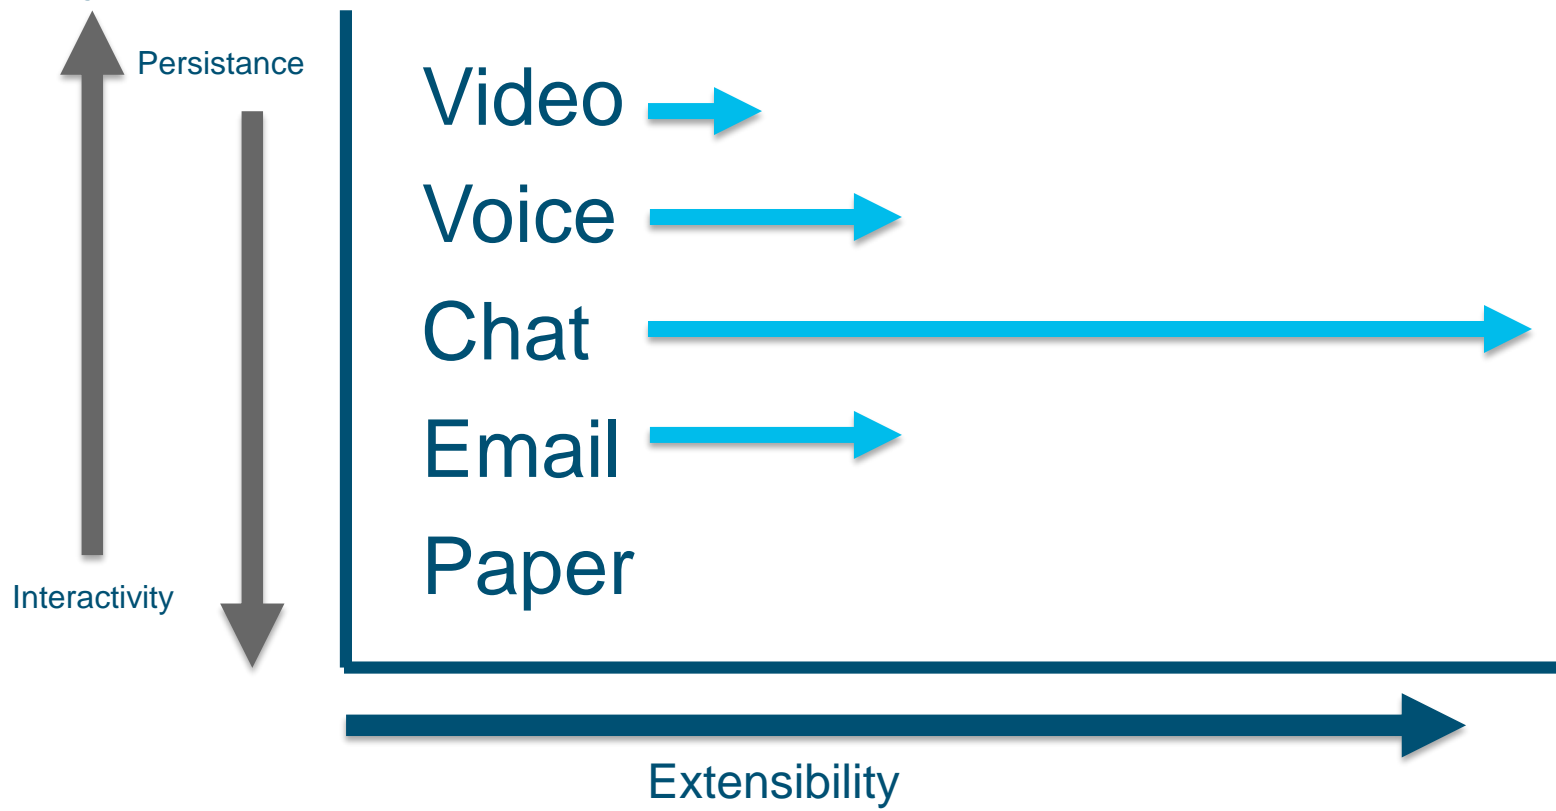 Persistance
Video
Voice
Chat
Email
Paper
Interactivity
Extensibility